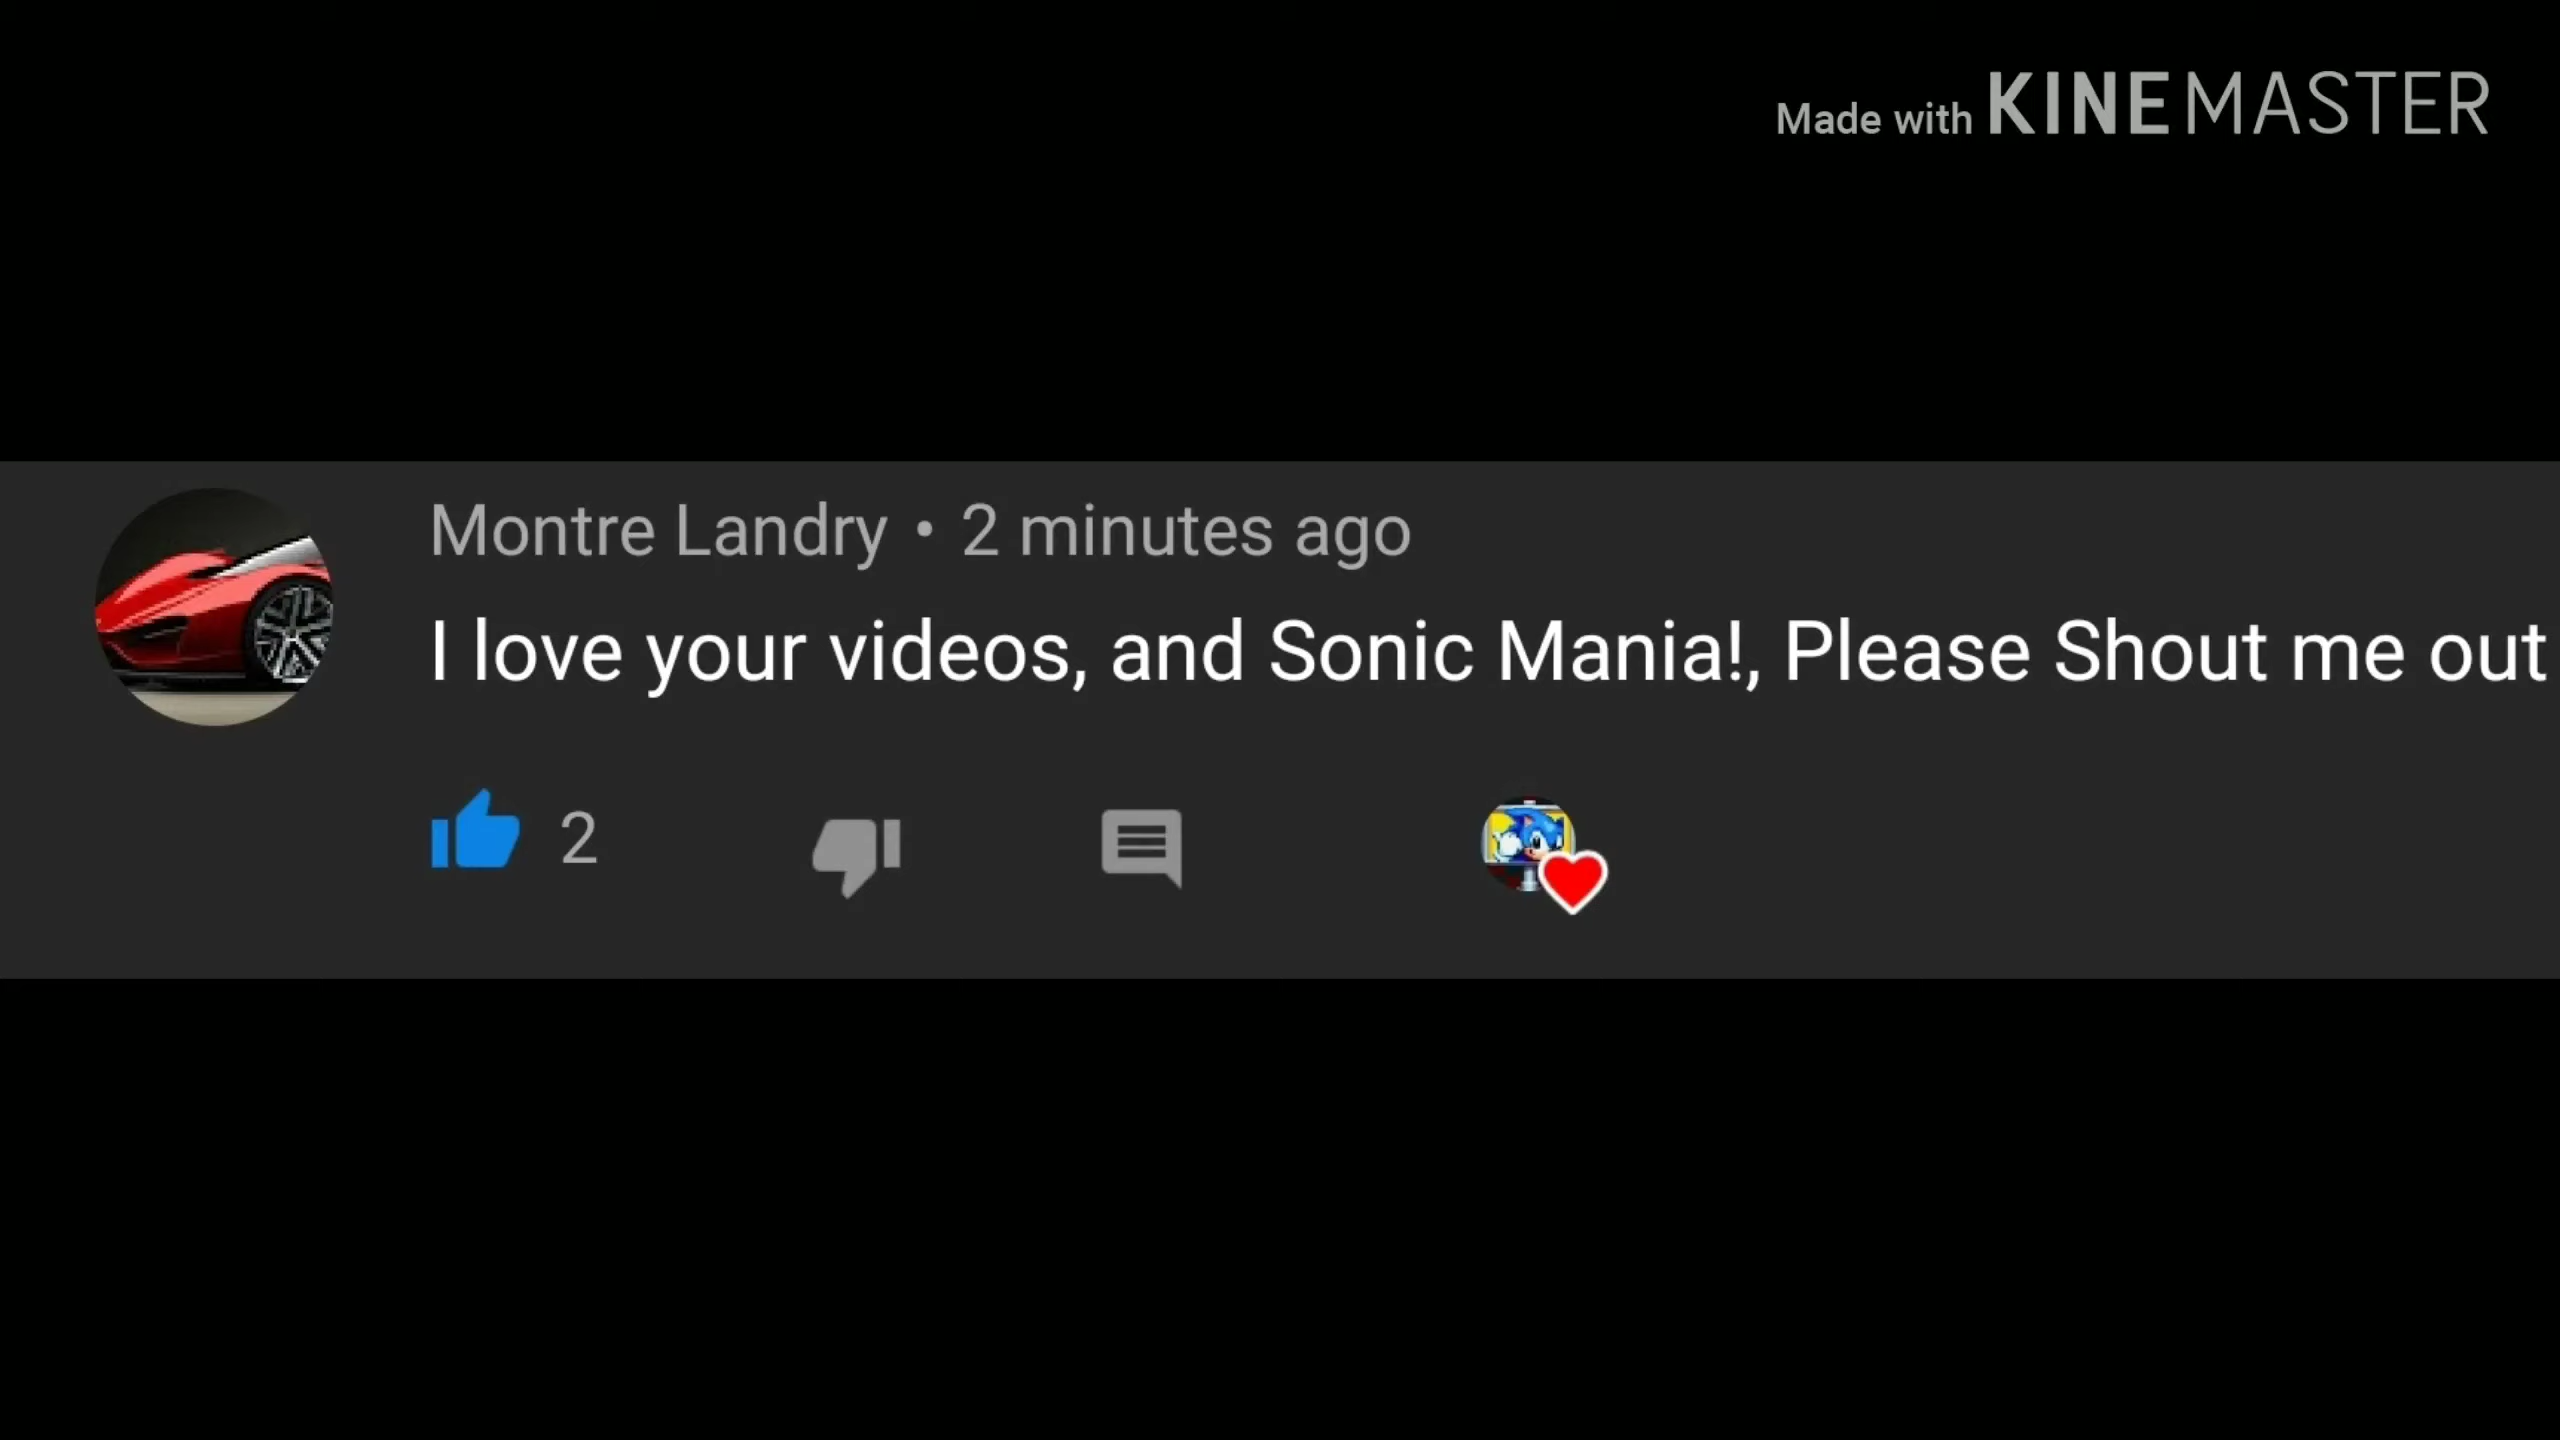 Made with KINEMASTER
Montre Landry • 2 minutes ago
I love your videos, and Sonic Mania!, Please Shout me out
2